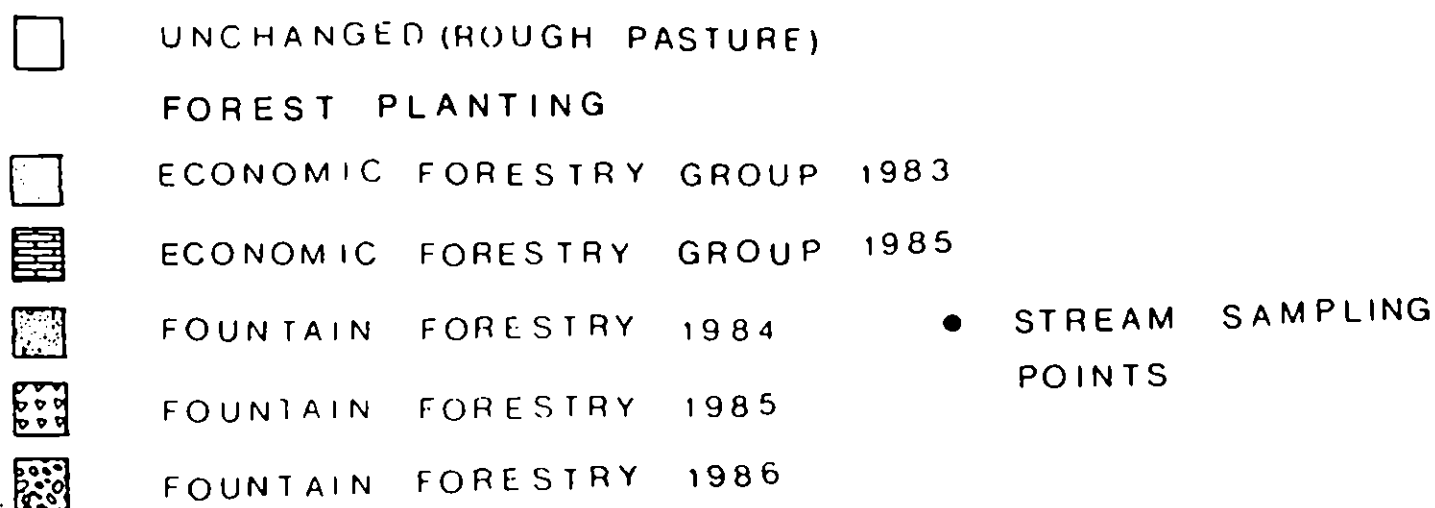 UNCHANGED (ROUGH PASTURE)
FOREST PLANTING
ECONOMIC FORESTRY GROUP 1983
ECONOMIC FORESTRY GROUP 1985
FOUNTAIN FORESTRY 1984
FOUNTAIN FORESTRY 1985
FOUNTAIN FORESTRY 1986
STREAM SAMPLING
POINTS